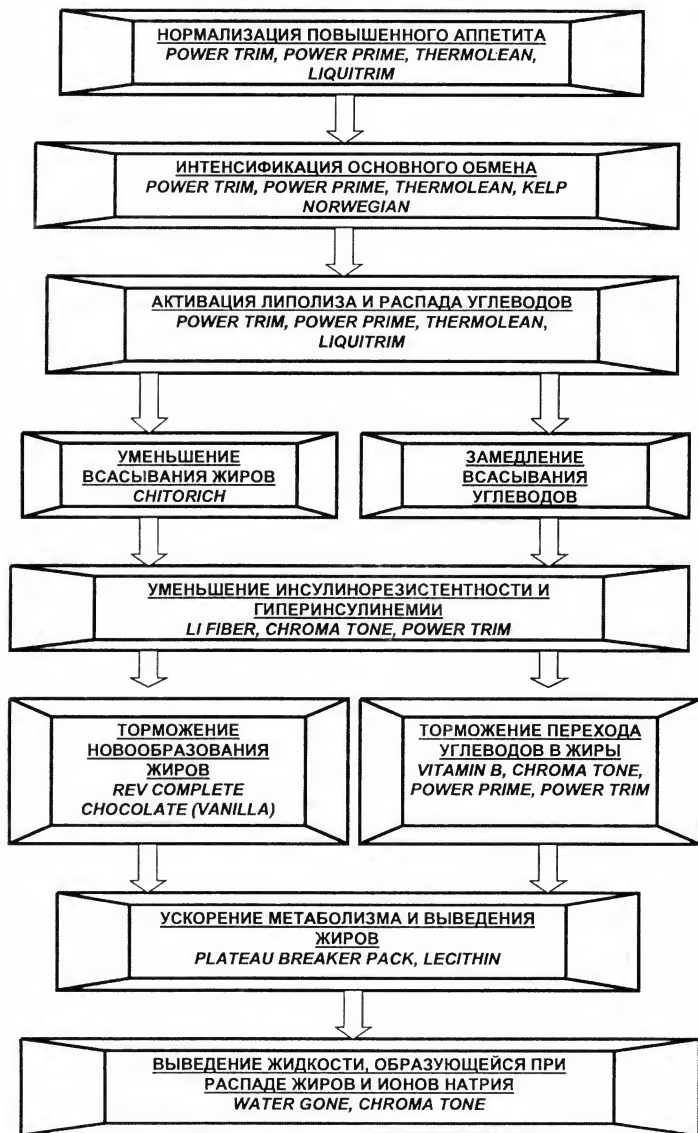 НОРМАЛИЗАЦИЯ ПОВЫШЕННОГО АППЕТИТА
POWER TRIM, POWER PRIME, THERMOLEAN,
LIQUITRIM
ИНТЕНСИФИКАЦИЯ ОСНОВНОГО ОБМЕНА
POWER TRIM, POWER PRIME, THERMOLEAN, KELP
NORWEGIAN
АКТИВАЦИЯ ЛИПОЛИЗА И РАСПАДА УГЛЕВОДОВ
POWER TRIM, POWER PRIME, THERMOLEAN,
LIQUITRIM
УМЕНЬШЕНИЕ
ВСАСЫВАНИЯ ЖИРОВ
CHITORICH
ЗАМЕДЛЕНИЕ
ВСАСЫВАНИЯ
УГЛЕВОДОВ
УМЕНЬШЕНИЕ ИНСУЛИНОРЕЗИСТЕНТНОСТИ И
ГИПЕРИНСУЛИНЕМИИ
LI FIBER, CHROMA TONE, POWER TRIM
ТОРМОЖЕНИЕ
НОВООБРАЗОВАНИЯ
ЖИРОВ
REV COMPLETE
CHOCOLATE (VANILLA)
ТОРМОЖЕНИЕ ПЕРЕХОДА
УГЛЕВОДОВ В ЖИРЫ
VITAMIN B, CHROMA TONE,
POWER PRIME, POWER TRIM
УСКОРЕНИЕ МЕТАБОЛИЗМА И ВЫВЕДЕНИЯ
ЖИРОВ
PLATEAU BREAKER PACK, LECITHIN
ВЫВЕДЕНИЕ ЖИДКОСТИ, ОБРАЗУЮЩЕЙСЯ ПРИ
РАСПАДЕ ЖИРОВ И ИОНОВ НАТРИЯ
WATER GONE, CHROMA TONE